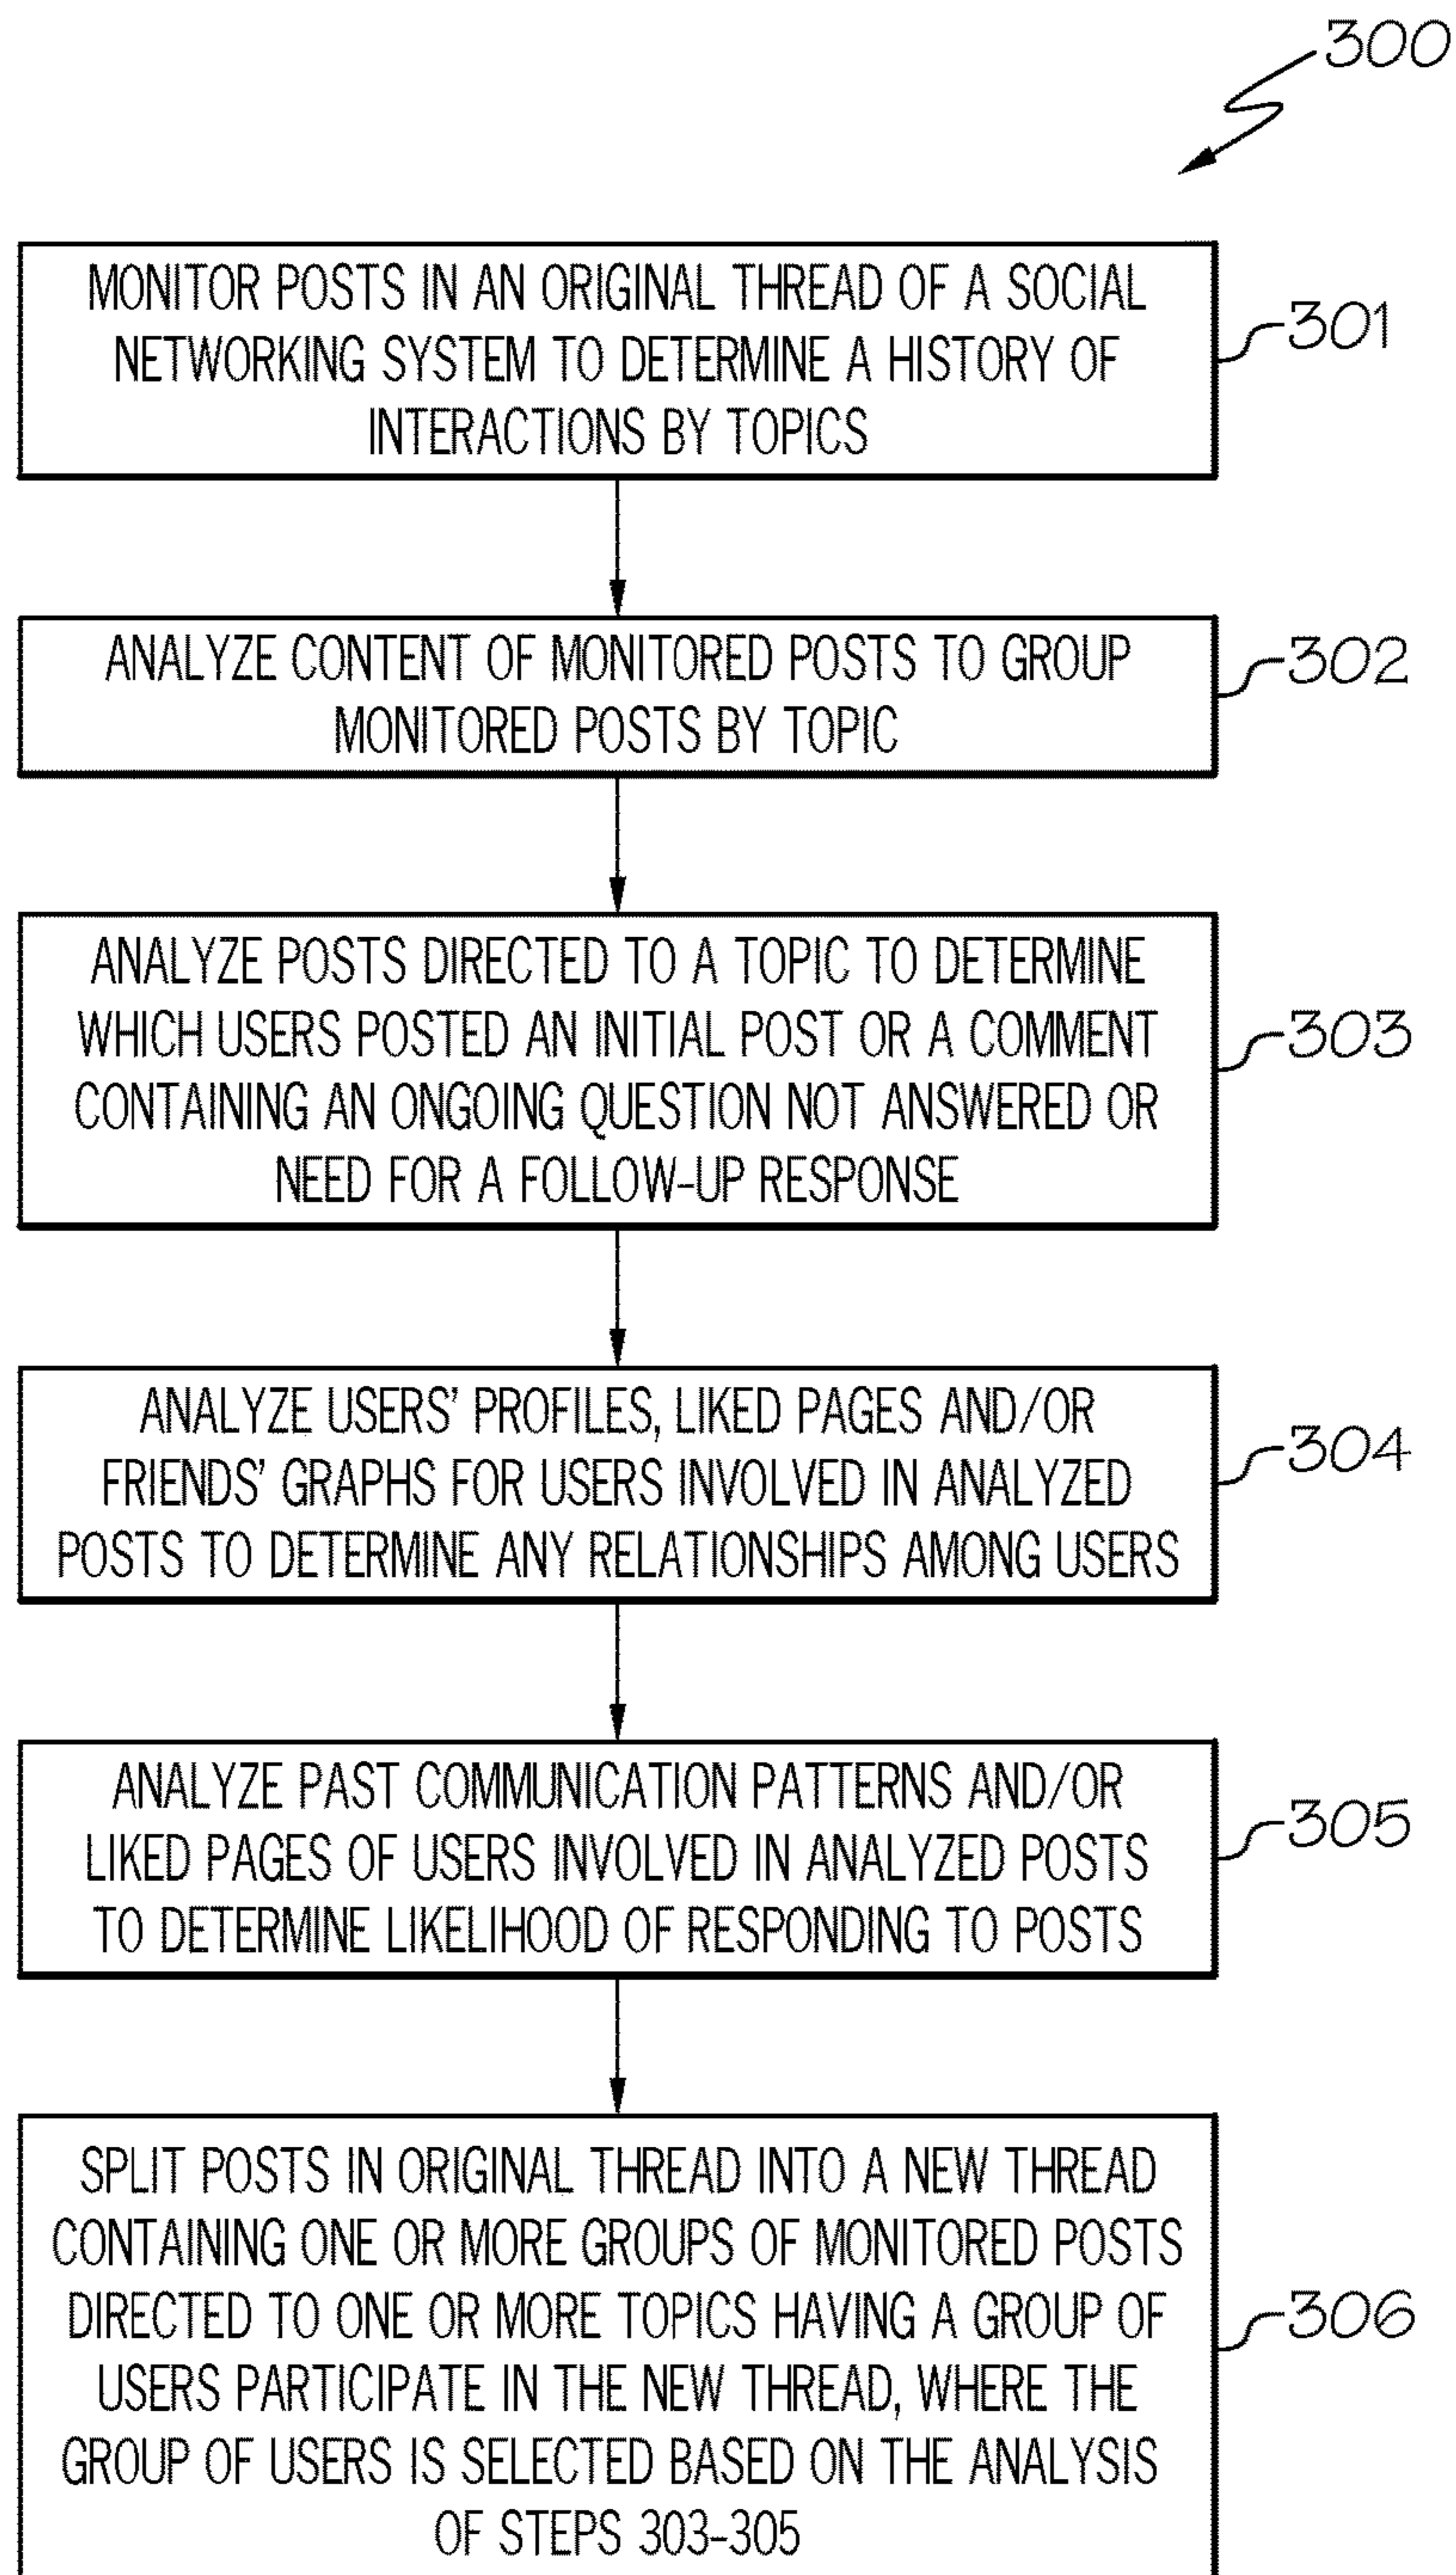 300
MONITOR POSTS IN AN ORIGINAL THREAD OF A SOCIAL
NETWORKING SYSTEM TO DETERMINE A HISTORY OF
INTERACTIONS BY TOPICS
301
ANALYZE CONTENT OF MONITORED POSTS TO GROUP
MONITORED POSTS BY TOPIC
302
ANALYZE POSTS DIRECTED TO A TOPIC TO DETERMINE
WHICH USERS POSTED AN INITIAL POST OR A COMMENT
CONTAINING AN ONGOING QUESTION NOT ANSWERED OR
NEED FOR A FOLLOW-UP RESPONSE
303
ANALYZE USERS' PROFILES, LIKED PAGES AND/OR
FRIENDS' GRAPHS FOR USERS INVOLVED IN ANALYZED
POSTS TO DETERMINE ANY RELATIONSHIPS AMONG USERS
304
ANALYZE PAST COMMUNICATION PATTERNS AND/OR
LIKED PAGES OF USERS INVOLVED IN ANALYZED POSTS
TO DETERMINE LIKELIHOOD OF RESPONDING TO POSTS
305
SPLIT POSTS IN ORIGINAL THREAD INTO A NEW THREAD
CONTAINING ONE OR MORE GROUPS OF MONITORED POSTS
DIRECTED TO ONE OR MORE TOPICS HAVING A GROUP OF
USERS PARTICIPATE IN THE NEW THREAD, WHERE THE
GROUP OF USERS IS SELECTED BASED ON THE ANALYSIS
OF STEPS 303-305
306